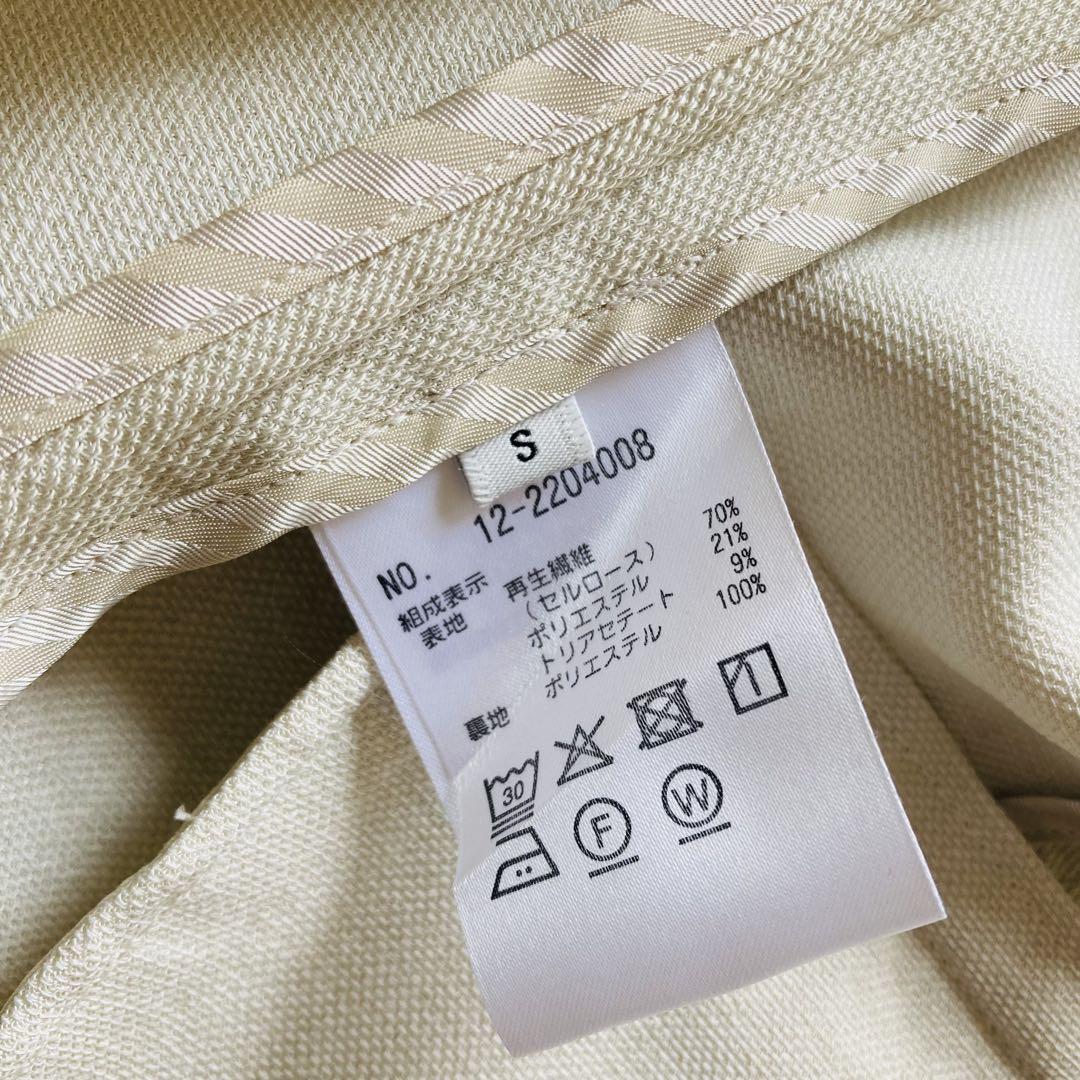 S
NO. 12-2204008
組成表示
表地 再生繊維
(セルロース) 70%
ポリエステル 21%
トリアセテート 9%
裏地 ポリエステル 100%
30
F W